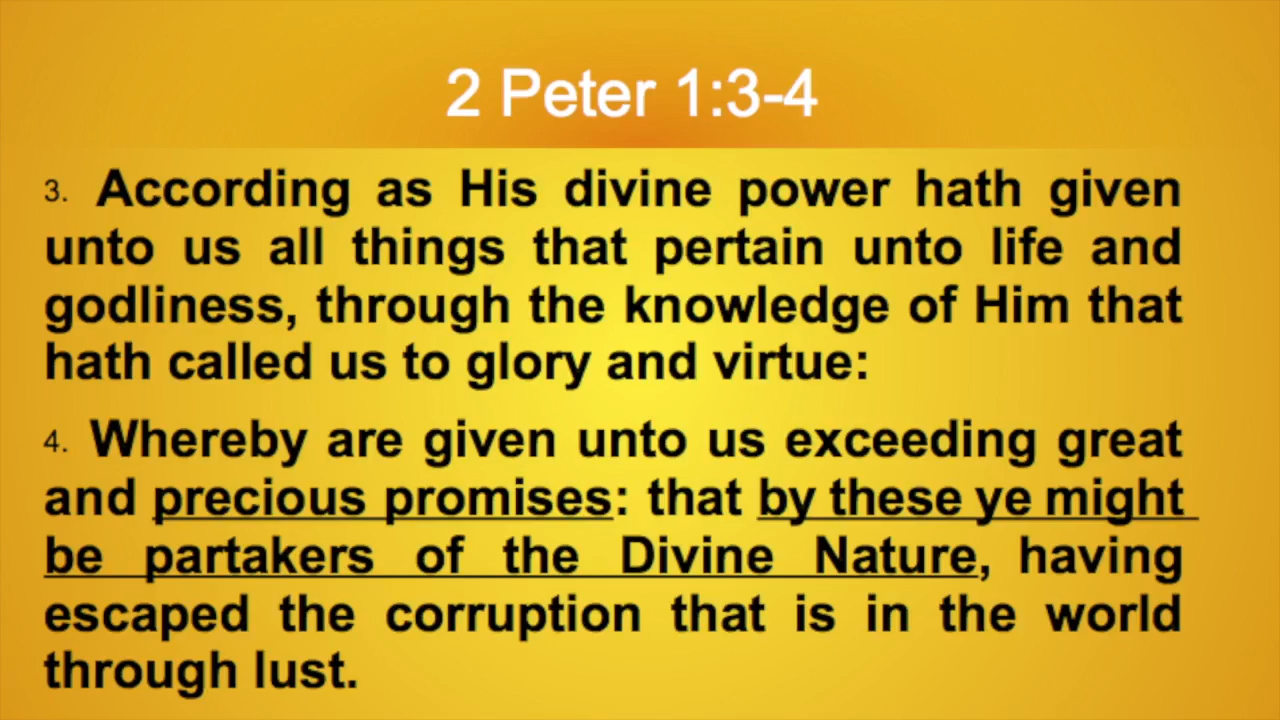 2 Peter 1:3-4
3. According as His divine power hath given
unto us all things that pertain unto life and
godliness, through the knowledge of Him that
hath called us to glory and virtue:
4. Whereby are given unto us exceeding great
and precious promises: that by these ye might
be partakers of the Divine Nature, having
escaped the corruption that is in the world
through lust.